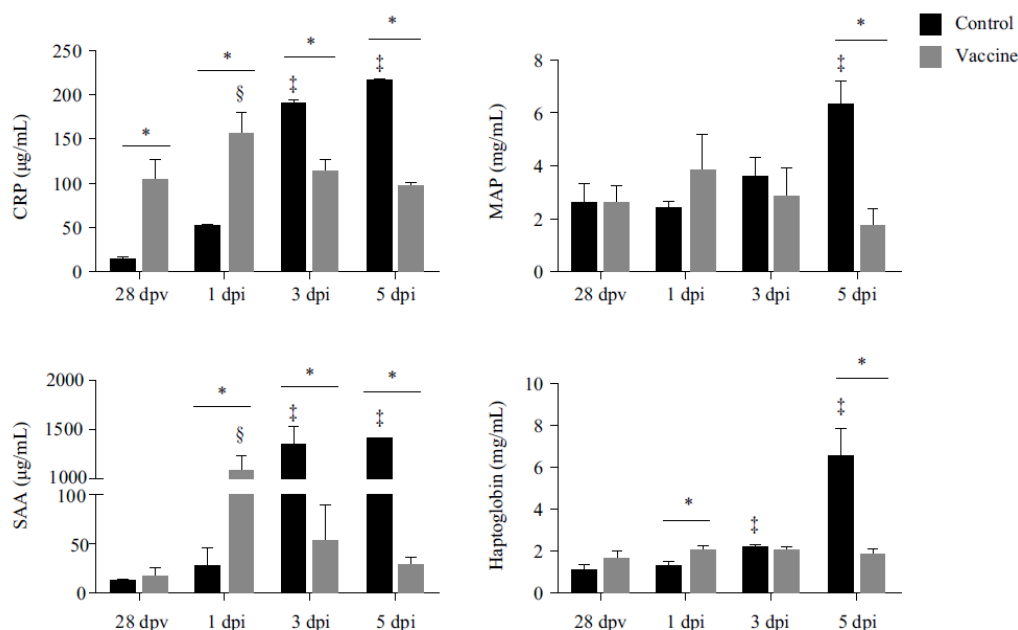 Control
Vaccine
CRP (µg/mL)
250
200
150
100
50
0
*
*
§
*
‡
*
‡
28 dpv
1 dpi
3 dpi
5 dpi
MAP (mg/mL)
8
6
4
2
0
*
‡
28 dpv
1 dpi
3 dpi
5 dpi
SAA (µg/mL)
2000
1500
1000
100
50
0
*
§
*
‡
*
‡
28 dpv
1 dpi
3 dpi
5 dpi
Haptoglobin (mg/mL)
10
8
6
4
2
0
*
‡
*
‡
28 dpv
1 dpi
3 dpi
5 dpi